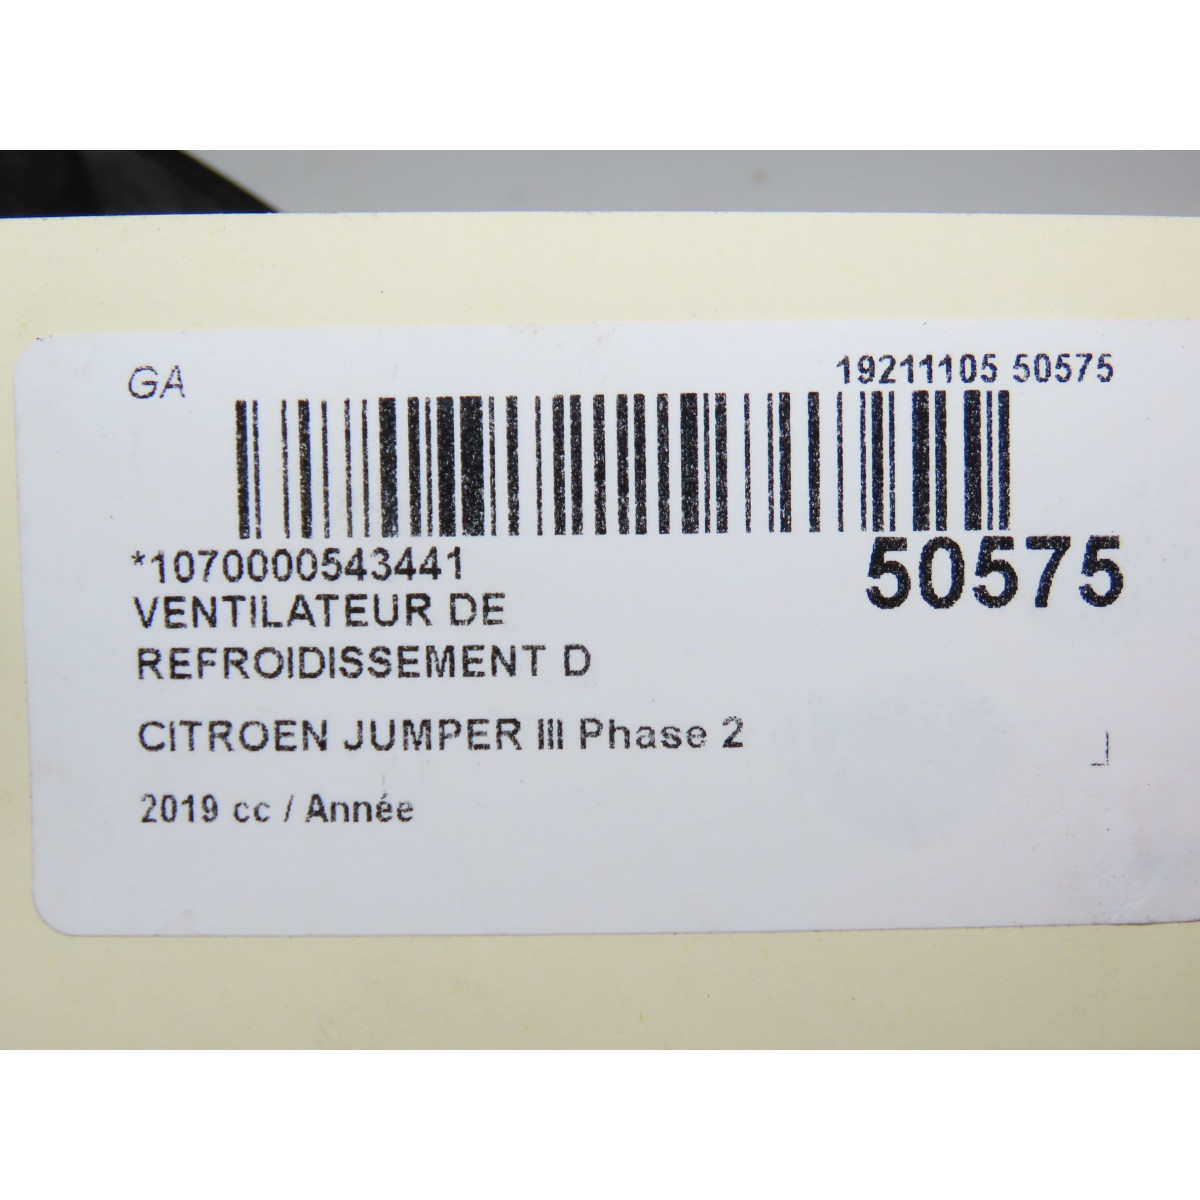 GA
19211105 50575
*1070000543441
50575
VENTILATEUR DE
REFROIDISSEMENT D
CITROEN JUMPER III Phase 2
2019 cc / Année